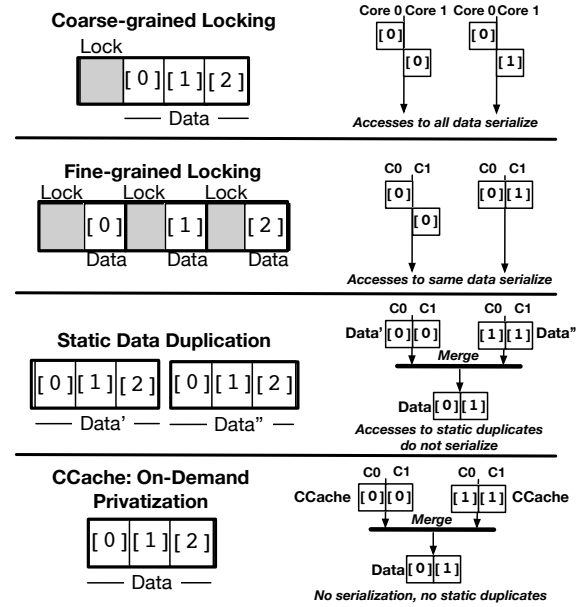 Coarse-grained Locking
Lock
[0] [1] [2]
Data
Core 0 Core 1 Core 0 Core 1
[0] [0]
[0] [1]
Accesses to all data serialize
Fine-grained Locking
Lock Lock Lock
[0] [1] [2]
Data Data Data
C0 C1 C0 C1
[0] [0] [1]
[0]
Accesses to same data serialize
Static Data Duplication
[0] [1] [2] [0] [1] [2]
Data' Data"
C0 C1 C0 C1
Data' [0] [0] [1] [1] Data"
Merge
Data [0] [1]
Accesses to static duplicates
do not serialize
CCache: On-Demand
Privatization
[0] [1] [2]
Data
C0 C1 C0 C1
CCache [0] [0] [1] [1] CCache
Merge
Data [0] [1]
No serialization, no static duplicates